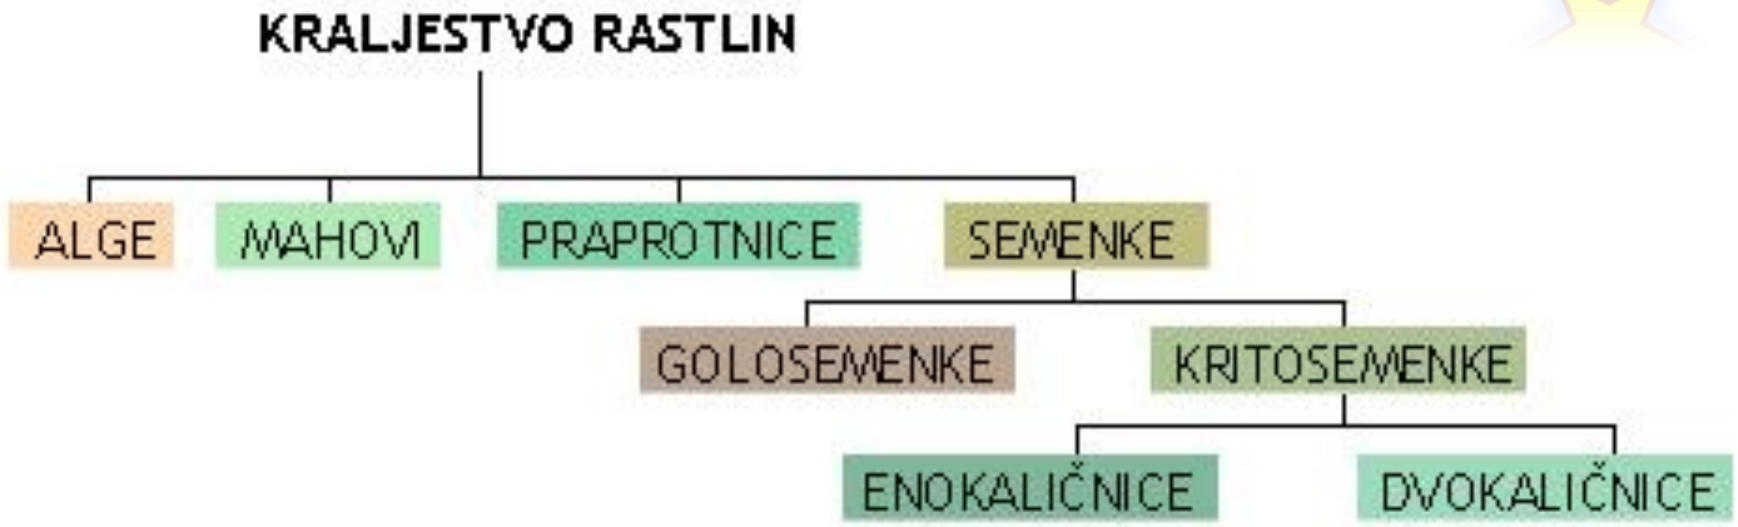 KRALJESTVO RASTLIN
ALGE MAHOVI PRAPROTNICE SEMENKE
GOLOSEMENKE KRITOSEMENKE
ENOKALIČNICE DVOKALIČNICE